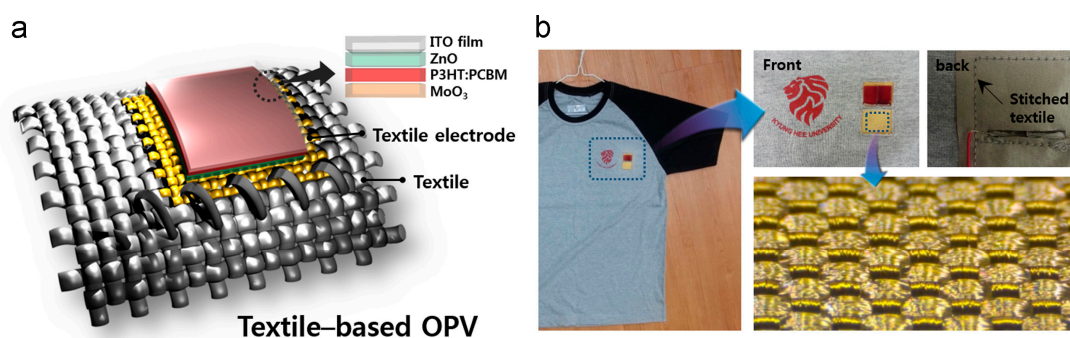 a
ITO film
ZnO
P3HT:PCBM
MoO₃
Textile electrode
Textile
Textile–based OPV
b
Front
KYUNG HEE UNIVERSITY
back
Stitched
textile